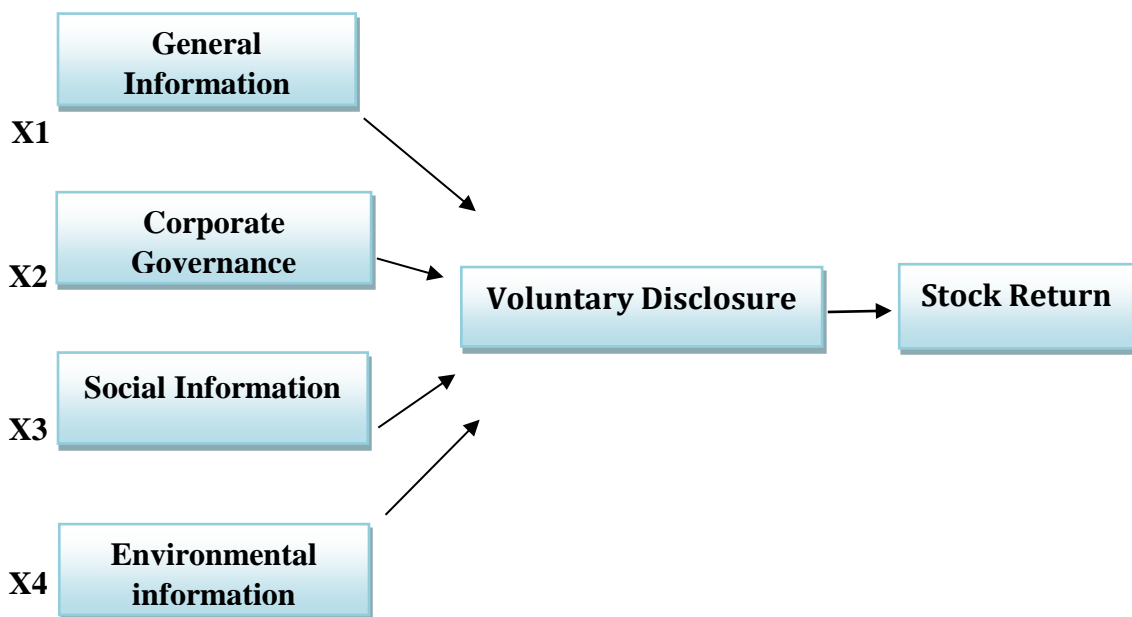 General
Information
X1
Corporate
Governance
X2
Voluntary Disclosure
Stock Return
Social Information
X3
Environmental
information
X4